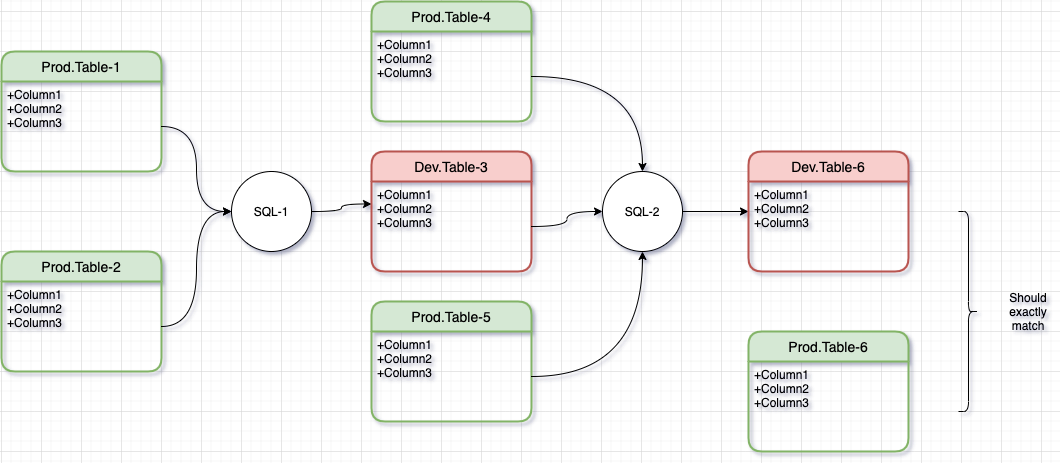 Prod.Table-1
+Column1
+Column2
+Column3
Prod.Table-2
+Column1
+Column2
+Column3
SQL-1
Prod.Table-4
+Column1
+Column2
+Column3
Dev.Table-3
+Column1
+Column2
+Column3
Prod.Table-5
+Column1
+Column2
+Column3
SQL-2
Dev.Table-6
+Column1
+Column2
+Column3
Prod.Table-6
+Column1
+Column2
+Column3
Should
exactly
match